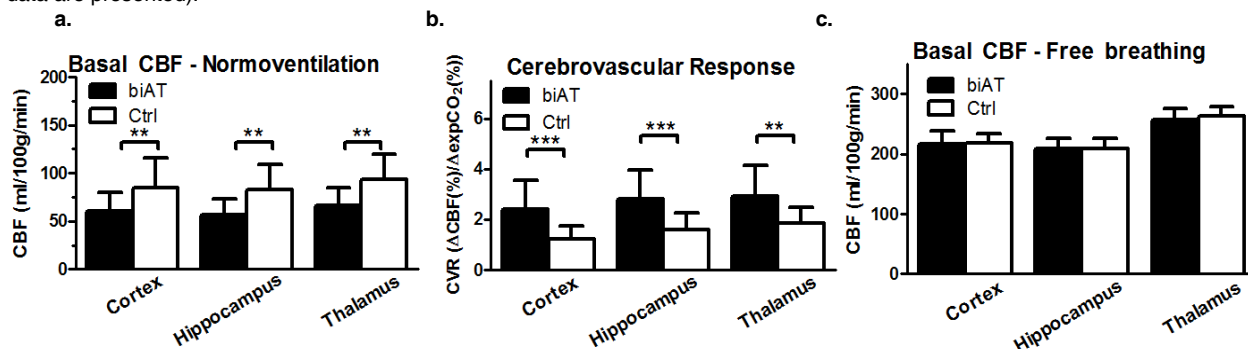 data are presented).
a.
Basal CBF - Normoventilation
CBF (ml/100g/min)
200
150
100
50
0
biAT
Ctrl
** ** **
Cortex
Hippocampus
Thalamus
b.
Cerebrovascular Response
CVR (ΔCBF(%)/ΔexpCO₂(%))
6
4
2
0
biAT
Ctrl
*** *** **
Cortex
Hippocampus
Thalamus
c.
Basal CBF - Free breathing
CBF (ml/100g/min)
300
200
100
0
biAT
Ctrl
Cortex
Hippocampus
Thalamus